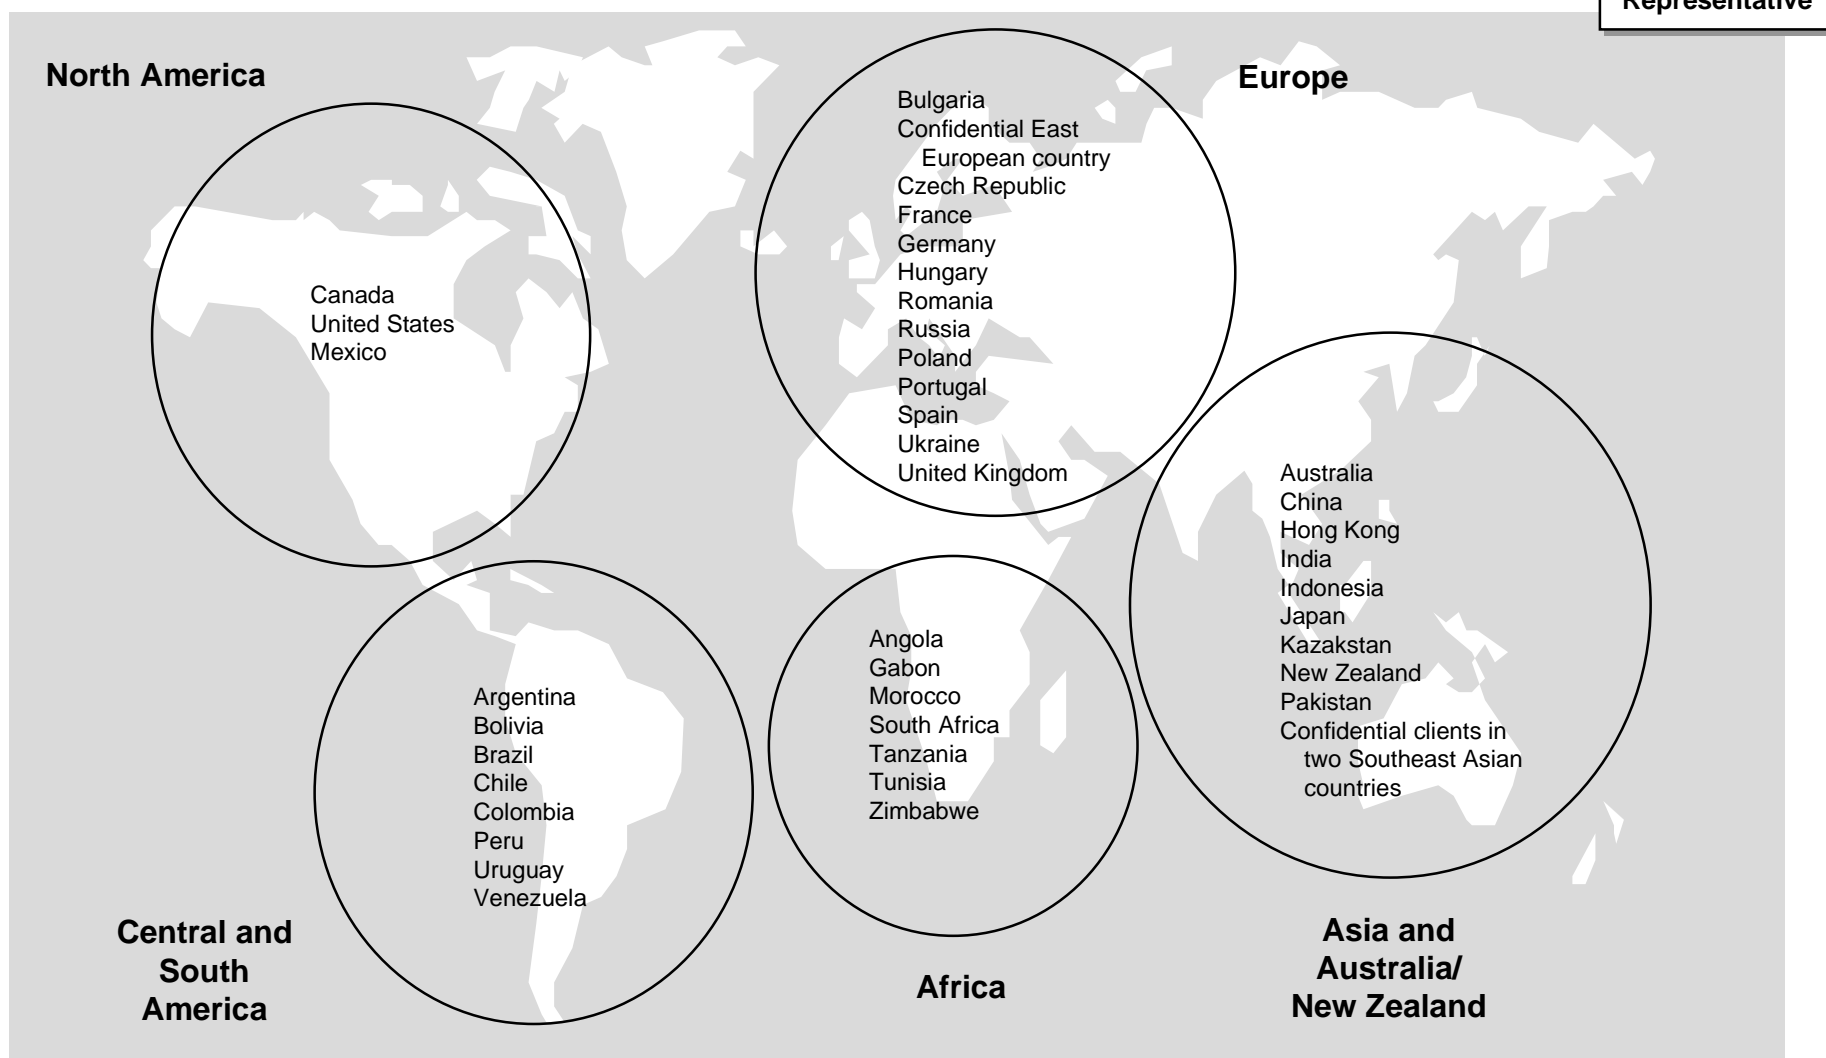 Representative
North America
Europe
Bulgaria
Confidential East
European country
Czech Republic
France
Germany
Hungary
Romania
Russia
Poland
Portugal
Spain
Ukraine
United Kingdom
Canada
United States
Mexico
Australia
China
Hong Kong
India
Indonesia
Japan
Kazakstan
New Zealand
Pakistan
Confidential clients in
two Southeast Asian
countries
Angola
Gabon
Morocco
South Africa
Tanzania
Tunisia
Zimbabwe
Argentina
Bolivia
Brazil
Chile
Colombia
Peru
Uruguay
Venezuela
Central and
South
America
Africa
Asia and
Australia/
New Zealand